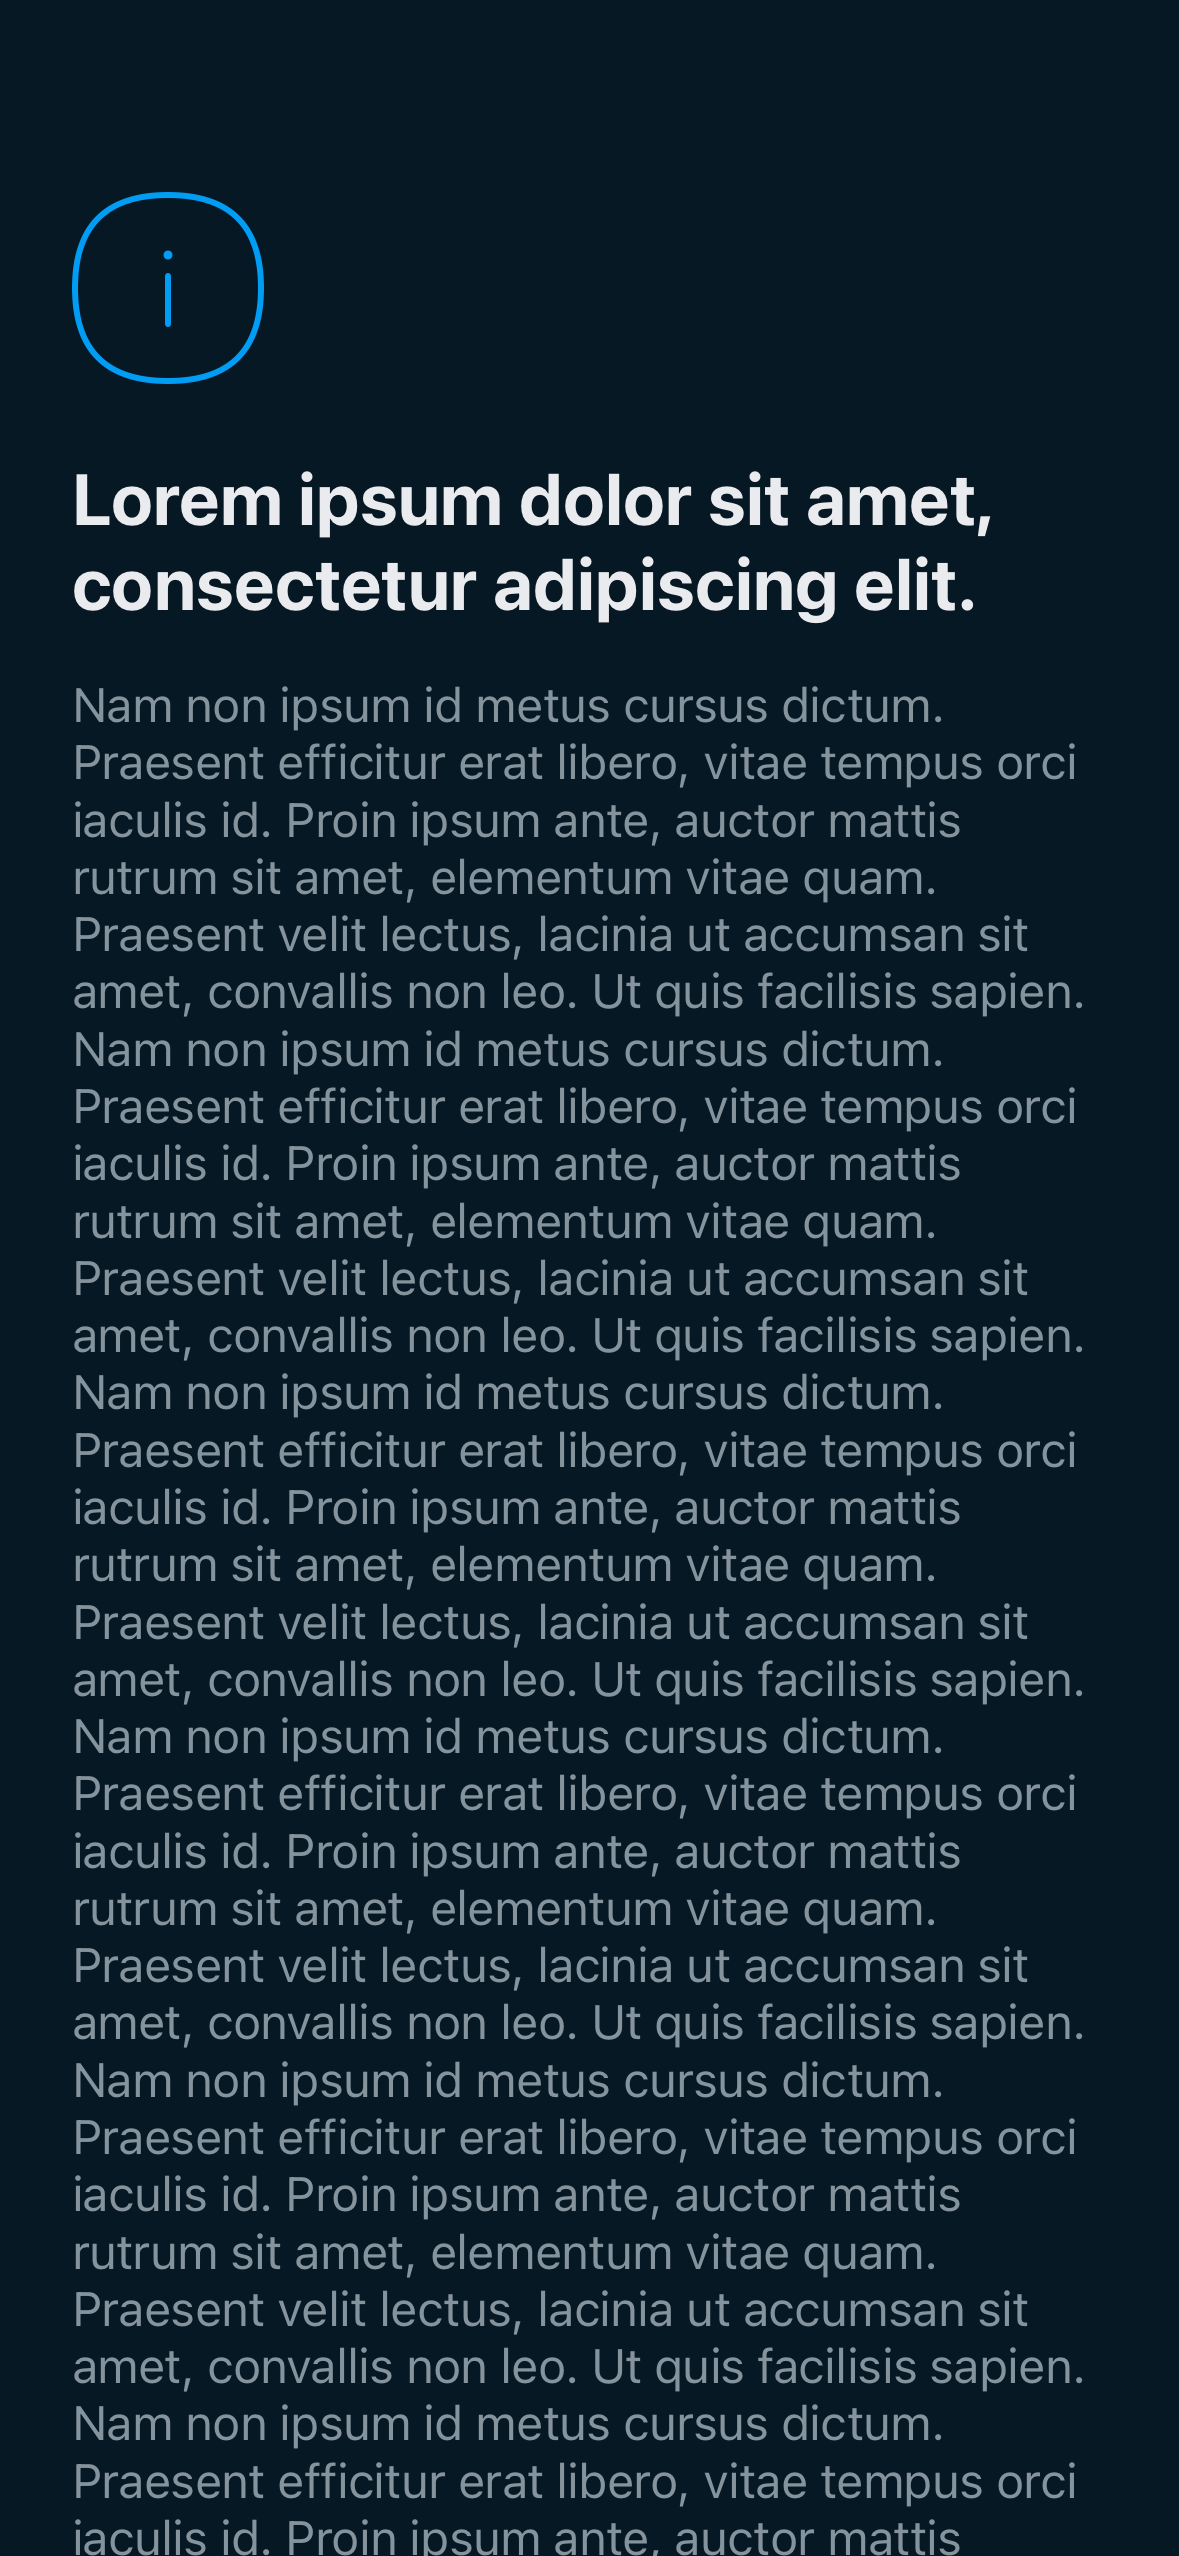 Lorem ipsum dolor sit amet,
consectetur adipiscing elit.
Nam non ipsum id metus cursus dictum.
Praesent efficitur erat libero, vitae tempus orci
iaculis id. Proin ipsum ante, auctor mattis
rutrum sit amet, elementum vitae quam.
Praesent velit lectus, lacinia ut accumsan sit
amet, convallis non leo. Ut quis facilisis sapien.
Nam non ipsum id metus cursus dictum.
Praesent efficitur erat libero, vitae tempus orci
iaculis id. Proin ipsum ante, auctor mattis
rutrum sit amet, elementum vitae quam.
Praesent velit lectus, lacinia ut accumsan sit
amet, convallis non leo. Ut quis facilisis sapien.
Nam non ipsum id metus cursus dictum.
Praesent efficitur erat libero, vitae tempus orci
iaculis id. Proin ipsum ante, auctor mattis
rutrum sit amet, elementum vitae quam.
Praesent velit lectus, lacinia ut accumsan sit
amet, convallis non leo. Ut quis facilisis sapien.
Nam non ipsum id metus cursus dictum.
Praesent efficitur erat libero, vitae tempus orci
iaculis id. Proin ipsum ante, auctor mattis
rutrum sit amet, elementum vitae quam.
Praesent velit lectus, lacinia ut accumsan sit
amet, convallis non leo. Ut quis facilisis sapien.
Nam non ipsum id metus cursus dictum.
Praesent efficitur erat libero, vitae tempus orci
iaculis id. Proin ipsum ante, auctor mattis
rutrum sit amet, elementum vitae quam.
Praesent velit lectus, lacinia ut accumsan sit
amet, convallis non leo. Ut quis facilisis sapien.
Nam non ipsum id metus cursus dictum.
Praesent efficitur erat libero, vitae tempus orci
iaculis id. Proin ipsum ante, auctor mattis